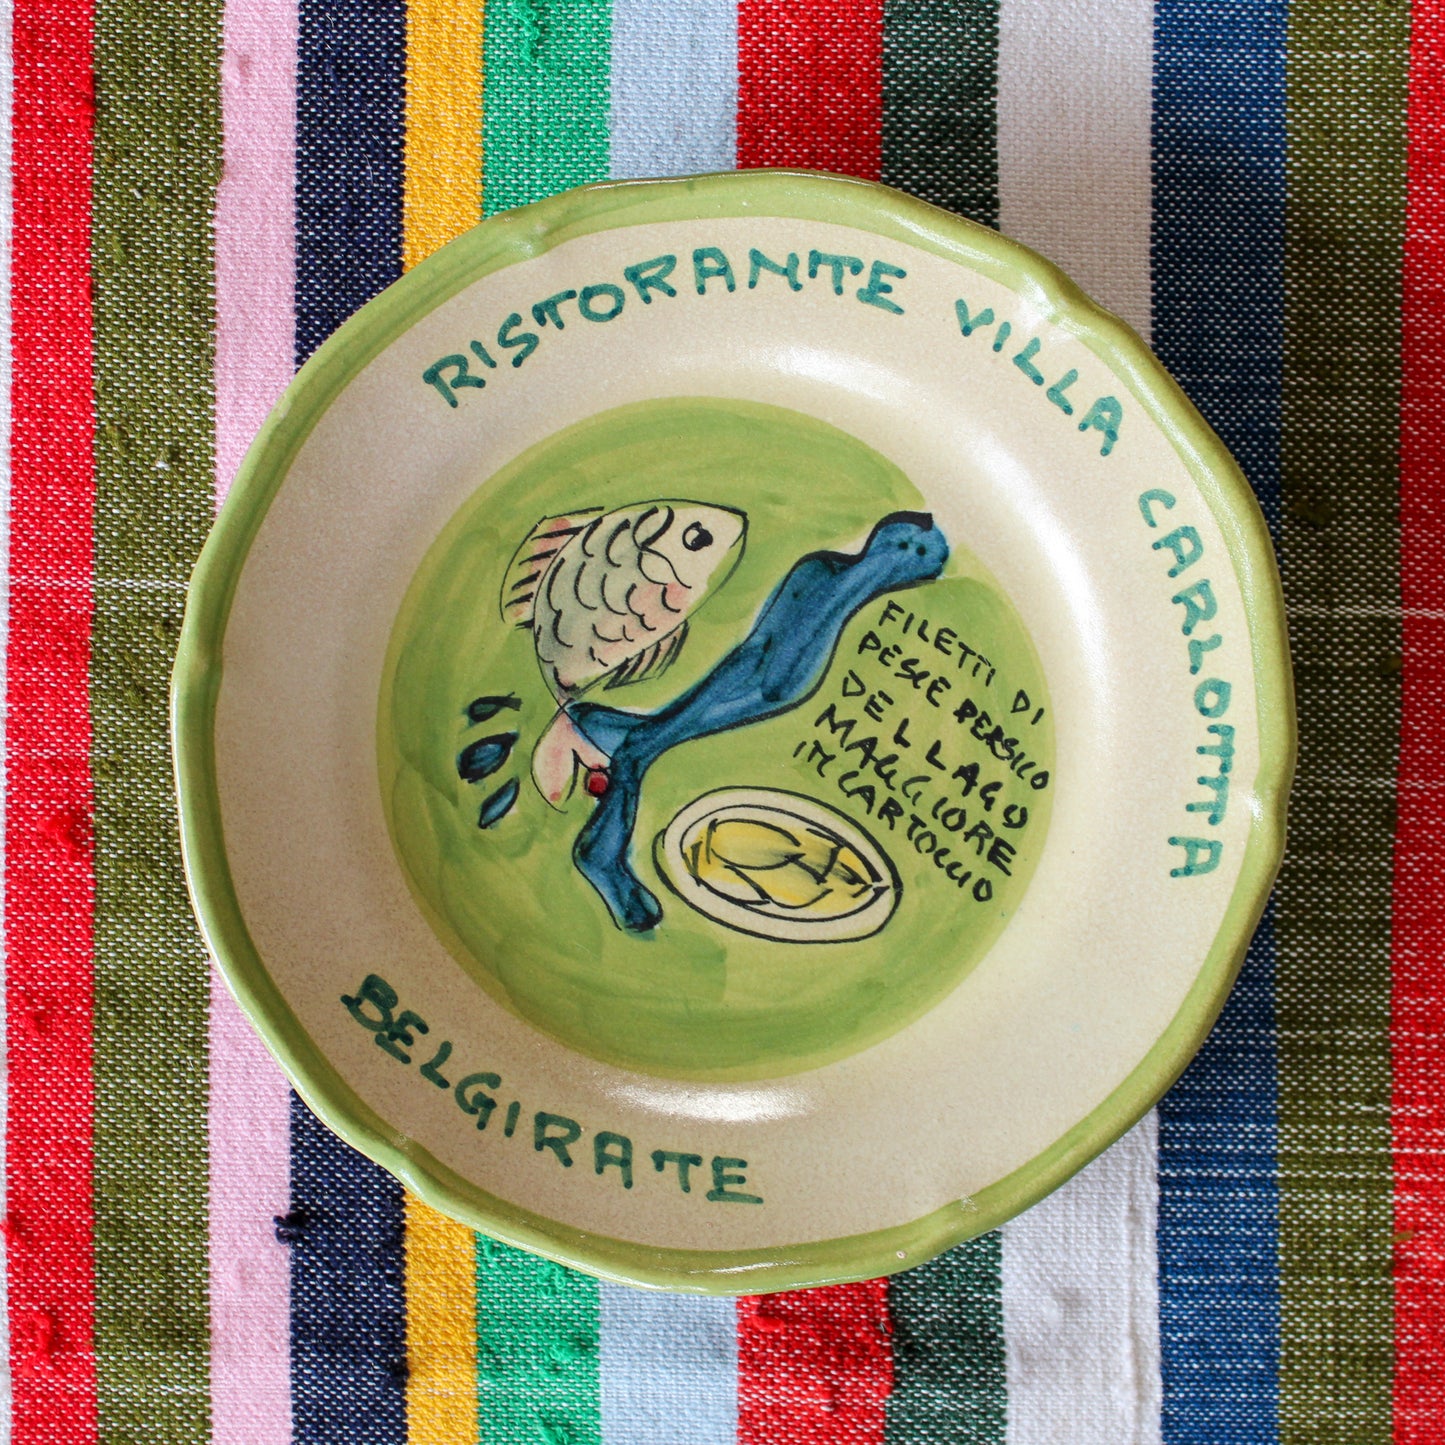 RISTORANTE VILLA CARLOTTA
FILETTI DI
PESCE PERSICO
DEL LAGO
MAGGIORE
IN CARTOCCIO
BELGIRATE